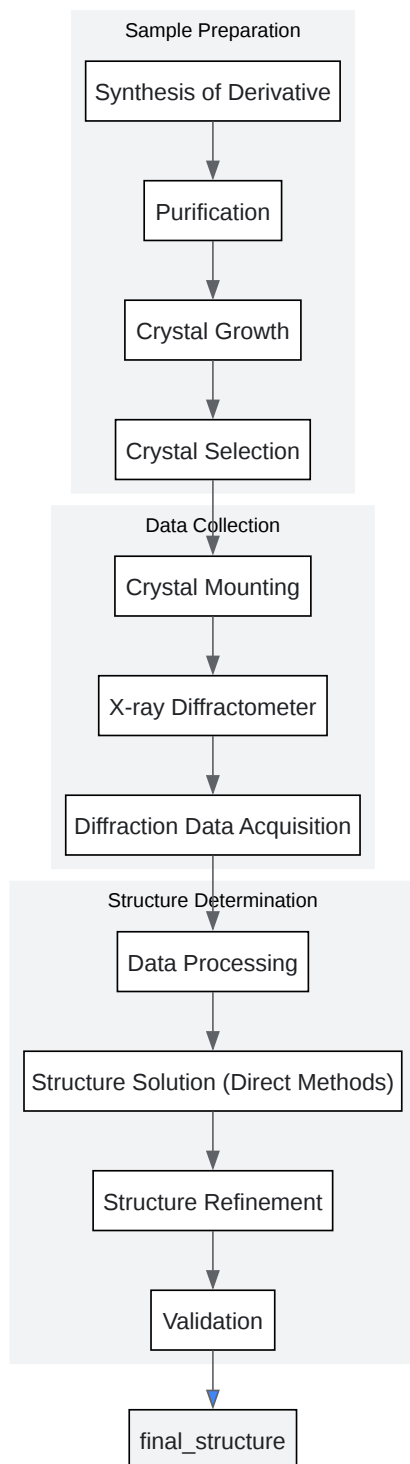 Sample Preparation
Synthesis of Derivative
Purification
Crystal Growth
Crystal Selection
Data Collection
Crystal Mounting
X-ray Diffractometer
Diffraction Data Acquisition
Structure Determination
Data Processing
Structure Solution (Direct Methods)
Structure Refinement
Validation
final_structure